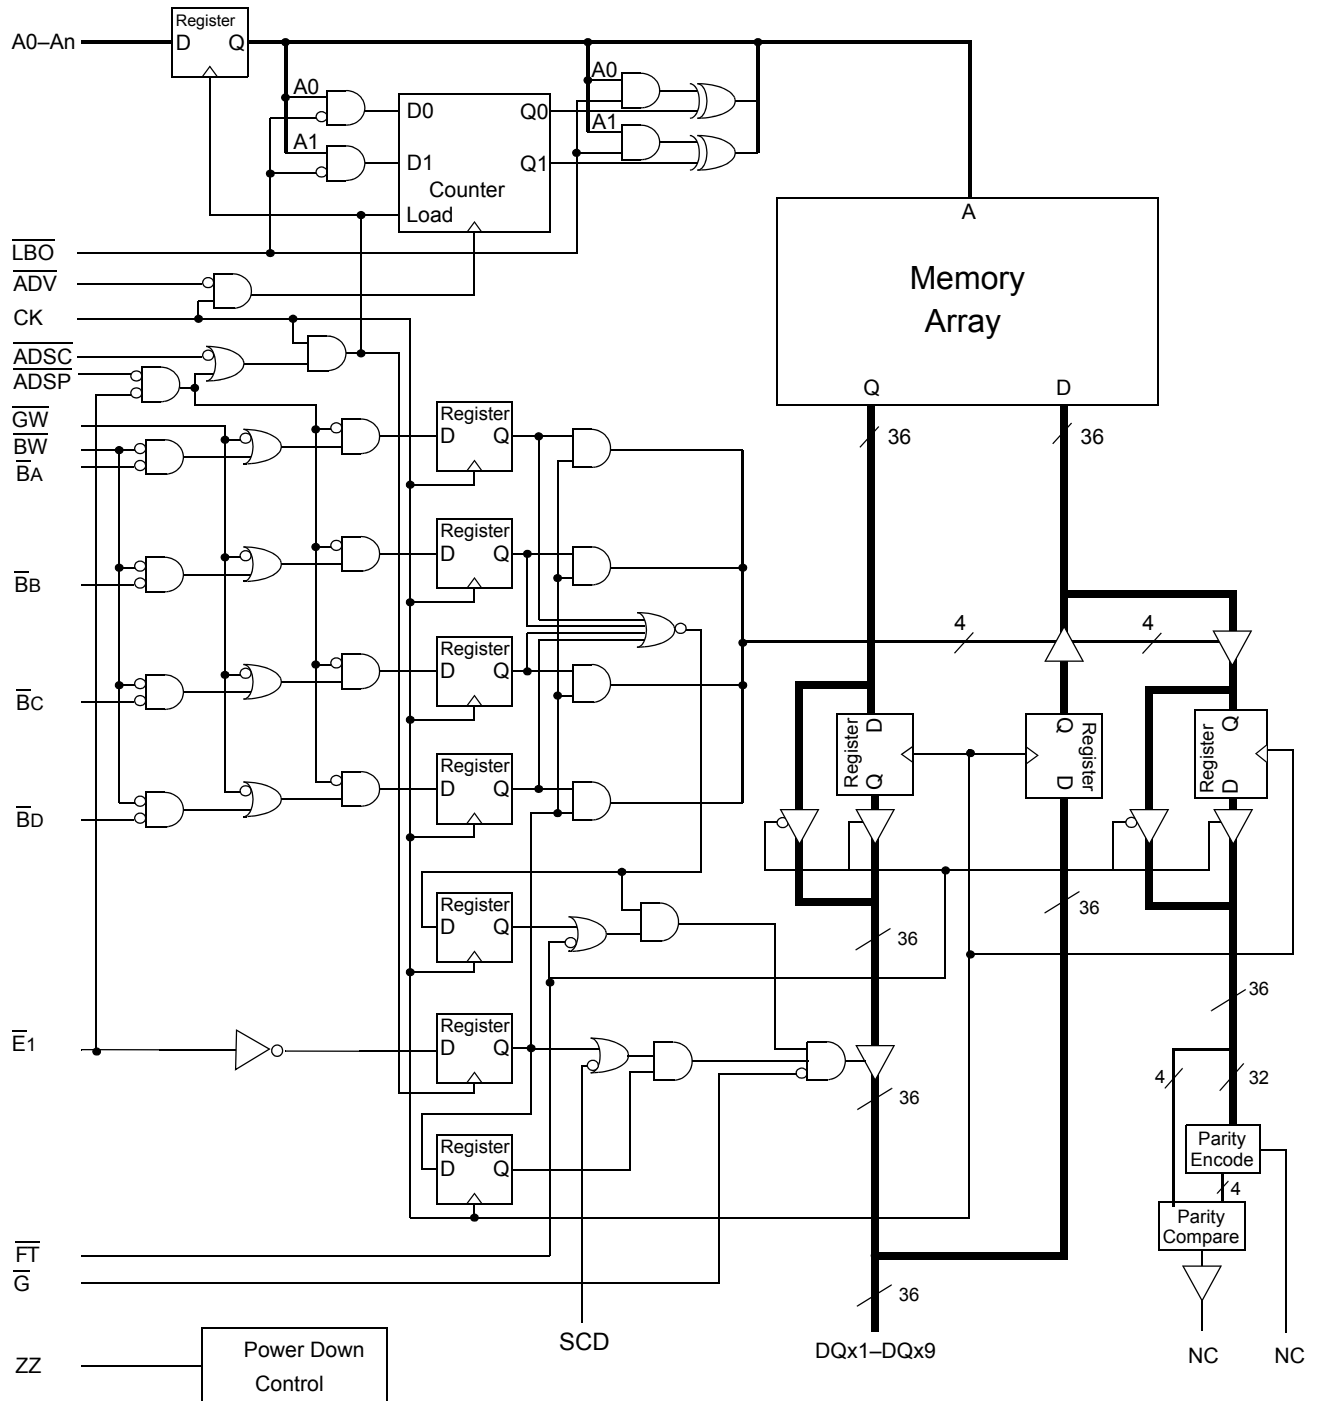 Register
A0–An
D Q
A0
A0
D0
Q0
A1
A1
D1
Q1
Counter
Load
A
LBO
ADV
Memory
Array
CK
ADSC
ADSP
Q
D
GW
Register
BW
D Q
36
36
BA
Register
D Q
BB
4
4
Register
D Q
BC
D
Register
Q
Q
Register
D
Q
Register
D
Register
D Q
BD
Register
D Q
36
36
36
Register
E1
D Q
4
32
36
Register
D Q
Parity
Encode
4
Parity
Compare
FT
G
36
SCD
DQx1–DQx9
NC
NC
ZZ
Power Down
Control